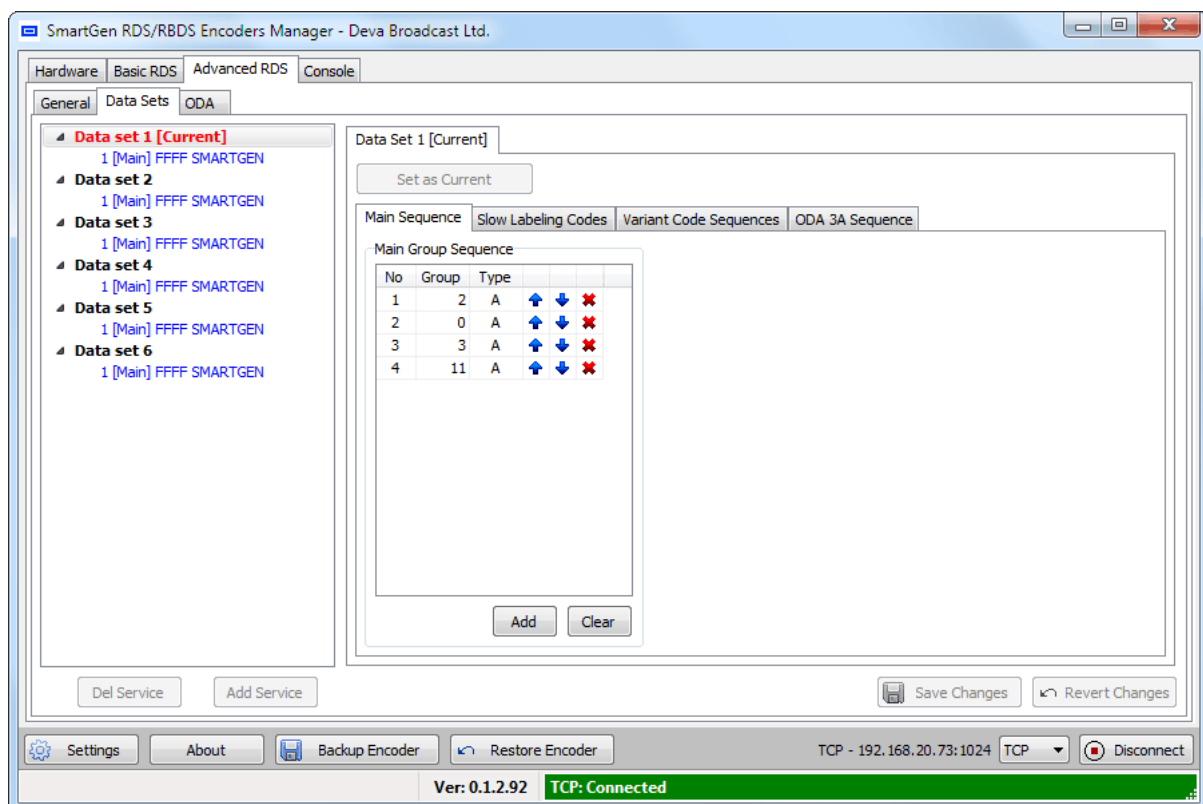 SmartGen RDS/RBDS Encoders Manager - Deva Broadcast Ltd.
Hardware Basic RDS Advanced RDS Console
General Data Sets ODA
Data set 1 [Current]
1 [Main] FFFF SMARTGEN
Data set 2
1 [Main] FFFF SMARTGEN
Data set 3
1 [Main] FFFF SMARTGEN
Data set 4
1 [Main] FFFF SMARTGEN
Data set 5
1 [Main] FFFF SMARTGEN
Data set 6
1 [Main] FFFF SMARTGEN
Data Set 1 [Current]
Set as Current
Main Sequence Slow Labeling Codes Variant Code Sequences ODA 3A Sequence
Main Group Sequence
No Group Type
1 2 A
2 0 A
3 3 A
4 11 A
Add Clear
Del Service Add Service Save Changes Revert Changes
Settings About Backup Encoder Restore Encoder TCP - 192.168.20.73:1024 TCP Disconnect
Ver: 0.1.2.92 TCP: Connected